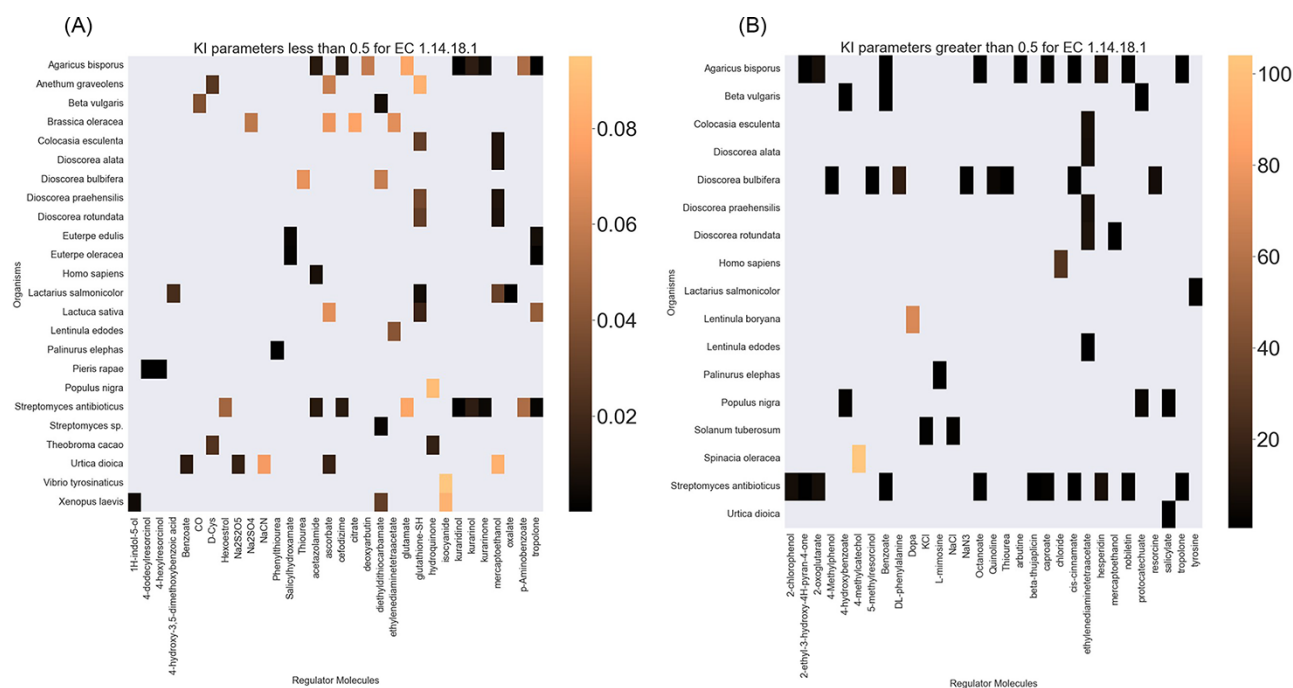 (A)
KI parameters less than 0.5 for EC 1.14.18.1
Organisms
Agaricus bisporus
Anethum graveolens
Beta vulgaris
Brassica oleracea
Colocasia esculenta
Dioscorea alata
Dioscorea bulbifera
Dioscorea praehensilis
Dioscorea rotundata
Euterpe edulis
Euterpe oleracea
Homo sapiens
Lactarius salmonicolor
Lactuca sativa
Lentinula edodes
Palinurus elephas
Pieris rapae
Populus nigra
Streptomyces antibioticus
Streptomyces sp.
Theobroma cacao
Urtica dioica
Vibrio tyrosinaticus
Xenopus laevis
1H-indol-5-ol
4-dodecylresorcinol
4-hexylresorcinol
4-hydroxy-3,5-dimethoxybenzoic acid
Benzoate
CO
D-Cys
Hexoestrol
Na2S2O5
Na2SO4
NaCN
Phenylthiourea
Salicylhydroxamate
Thiourea
acetazolamide
ascorbate
cefodizime
citrate
deoxyarbutin
diethyldithiocarbamate
ethylenediaminetetraacetate
glutamate
glutathione-SH
hydroquinone
isocyanide
kuraridinol
kurarinol
kurarinone
mercaptoethanol
oxalate
p-Aminobenzoate
tropolone
Regulator Molecules
0.08
0.06
0.04
0.02
(B)
KI parameters greater than 0.5 for EC 1.14.18.1
Organisms
Agaricus bisporus
Beta vulgaris
Colocasia esculenta
Dioscorea alata
Dioscorea bulbifera
Dioscorea praehensilis
Dioscorea rotundata
Homo sapiens
Lactarius salmonicolor
Lentinula boryana
Lentinula edodes
Palinurus elephas
Populus nigra
Solanum tuberosum
Spinacia oleracea
Streptomyces antibioticus
Urtica dioica
2-chlorophenol
2-ethyl-3-hydroxy-4H-pyran-4-one
2-oxoglutarate
4-Methylphenol
4-hydroxybenzoate
4-methylcatechol
5-methylresorcinol
Benzoate
DL-phenylalanine
Dopa
KCl
L-mimosine
NaCl
NaN3
Octanoate
Quinoline
Thiourea
arbutine
beta-thujaplicin
caproate
chloride
cis-cinnamate
ethylenediaminetetraacetate
hesperidin
mercaptoethanol
nobiletin
protocatechuate
resorcine
salicylate
tropolone
tyrosine
Regulator Molecules
100
80
60
40
20